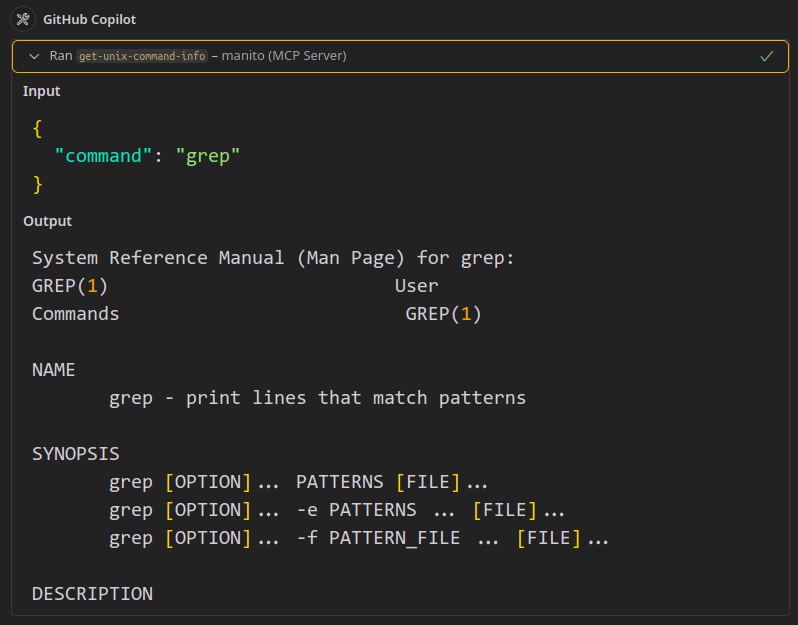 GitHub Copilot
Ran get-unix-command-info – manito (MCP Server)
Input
{
  "command": "grep"
}
Output
System Reference Manual (Man Page) for grep:
GREP(1)                          User
Commands                          GREP(1)
NAME
       grep - print lines that match patterns
SYNOPSIS
       grep [OPTION]... PATTERNS [FILE]...
       grep [OPTION]... -e PATTERNS ... [FILE]...
       grep [OPTION]... -f PATTERN_FILE ... [FILE]...
DESCRIPTION